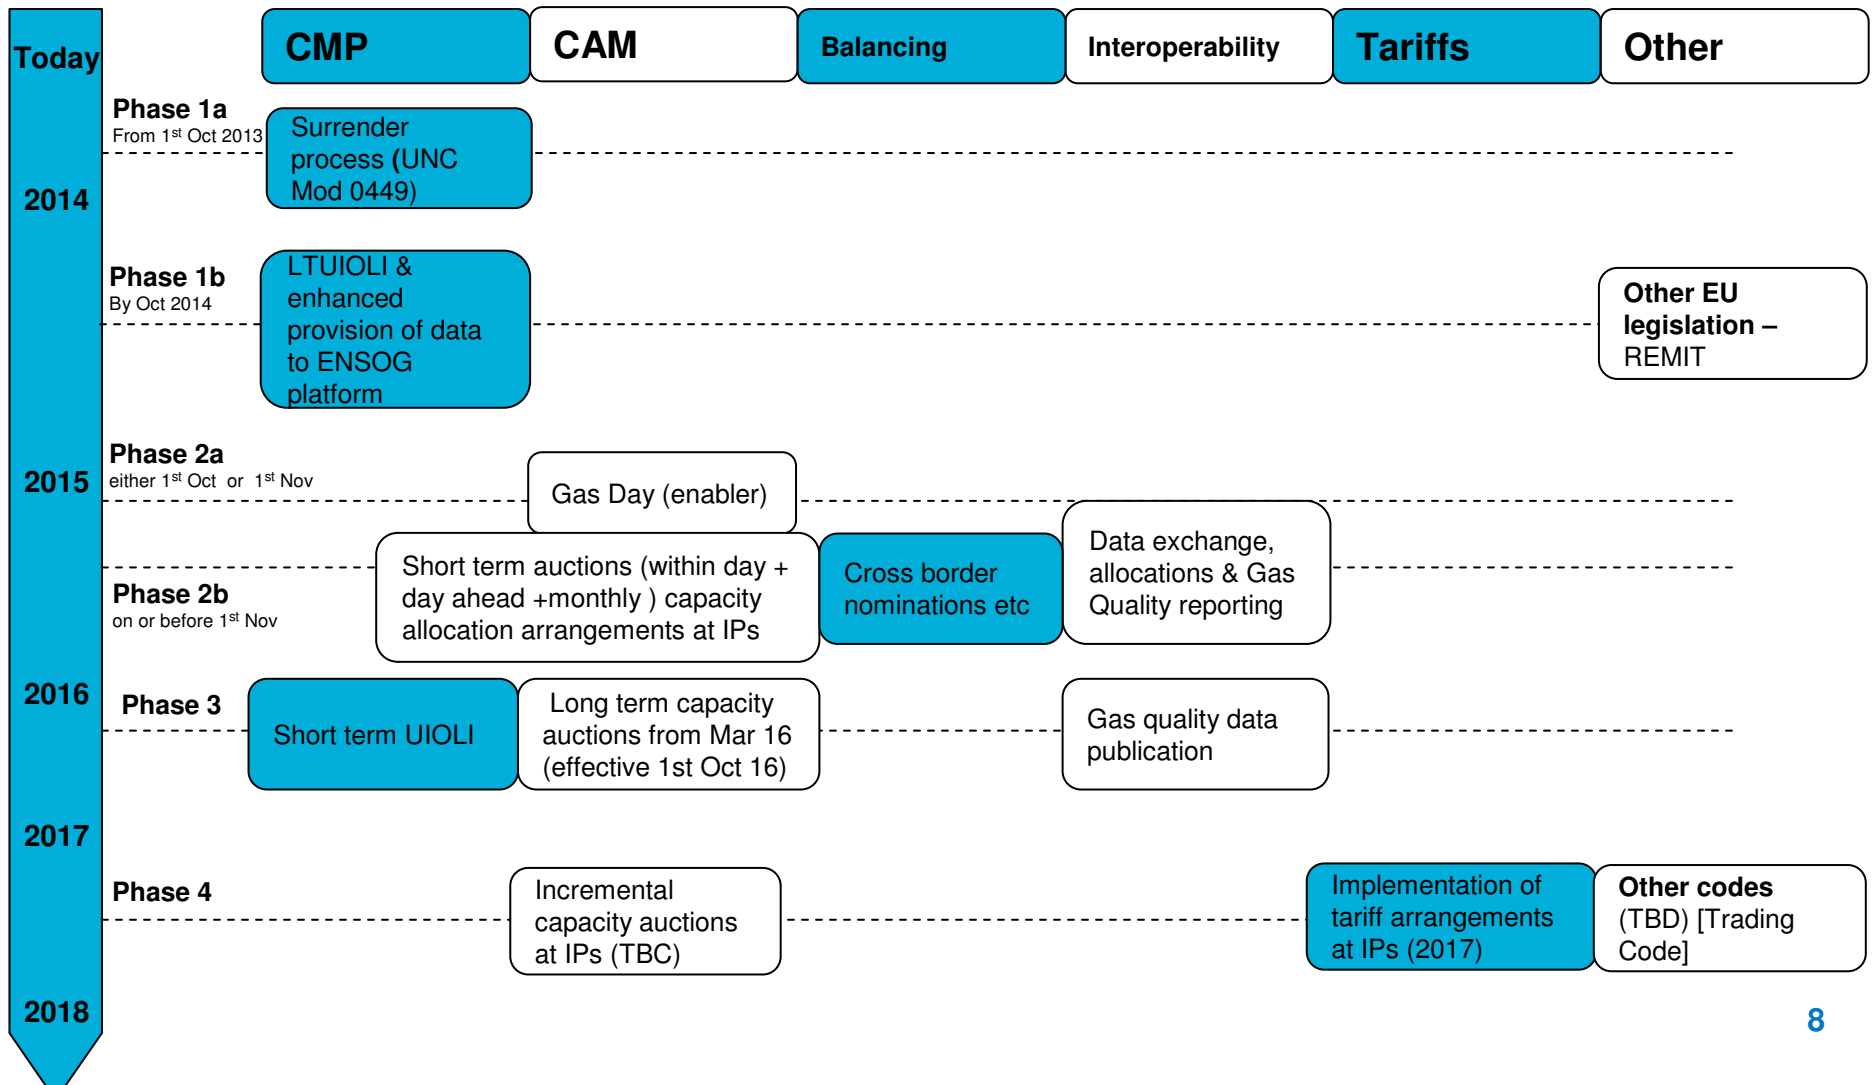 Today
CMP
CAM
Balancing
Interoperability
Tariffs
Other
Phase 1a
From 1st Oct 2013
Surrender
process (UNC
Mod 0449)
2014
Phase 1b
By Oct 2014
LTUIOLI &
enhanced
provision of data
to ENSOG
platform
Other EU
legislation –
REMIT
2015
Phase 2a
either 1st Oct or 1st Nov
Gas Day (enabler)
Phase 2b
on or before 1st Nov
Short term auctions (within day +
day ahead +monthly ) capacity
allocation arrangements at IPs
Cross border
nominations etc
Data exchange,
allocations & Gas
Quality reporting
2016
Phase 3
Short term UIOLI
Long term capacity
auctions from Mar 16
(effective 1st Oct 16)
Gas quality data
publication
2017
Phase 4
Incremental
capacity auctions
at IPs (TBC)
Implementation of
tariff arrangements
at IPs (2017)
Other codes
(TBD) [Trading
Code]
2018
8